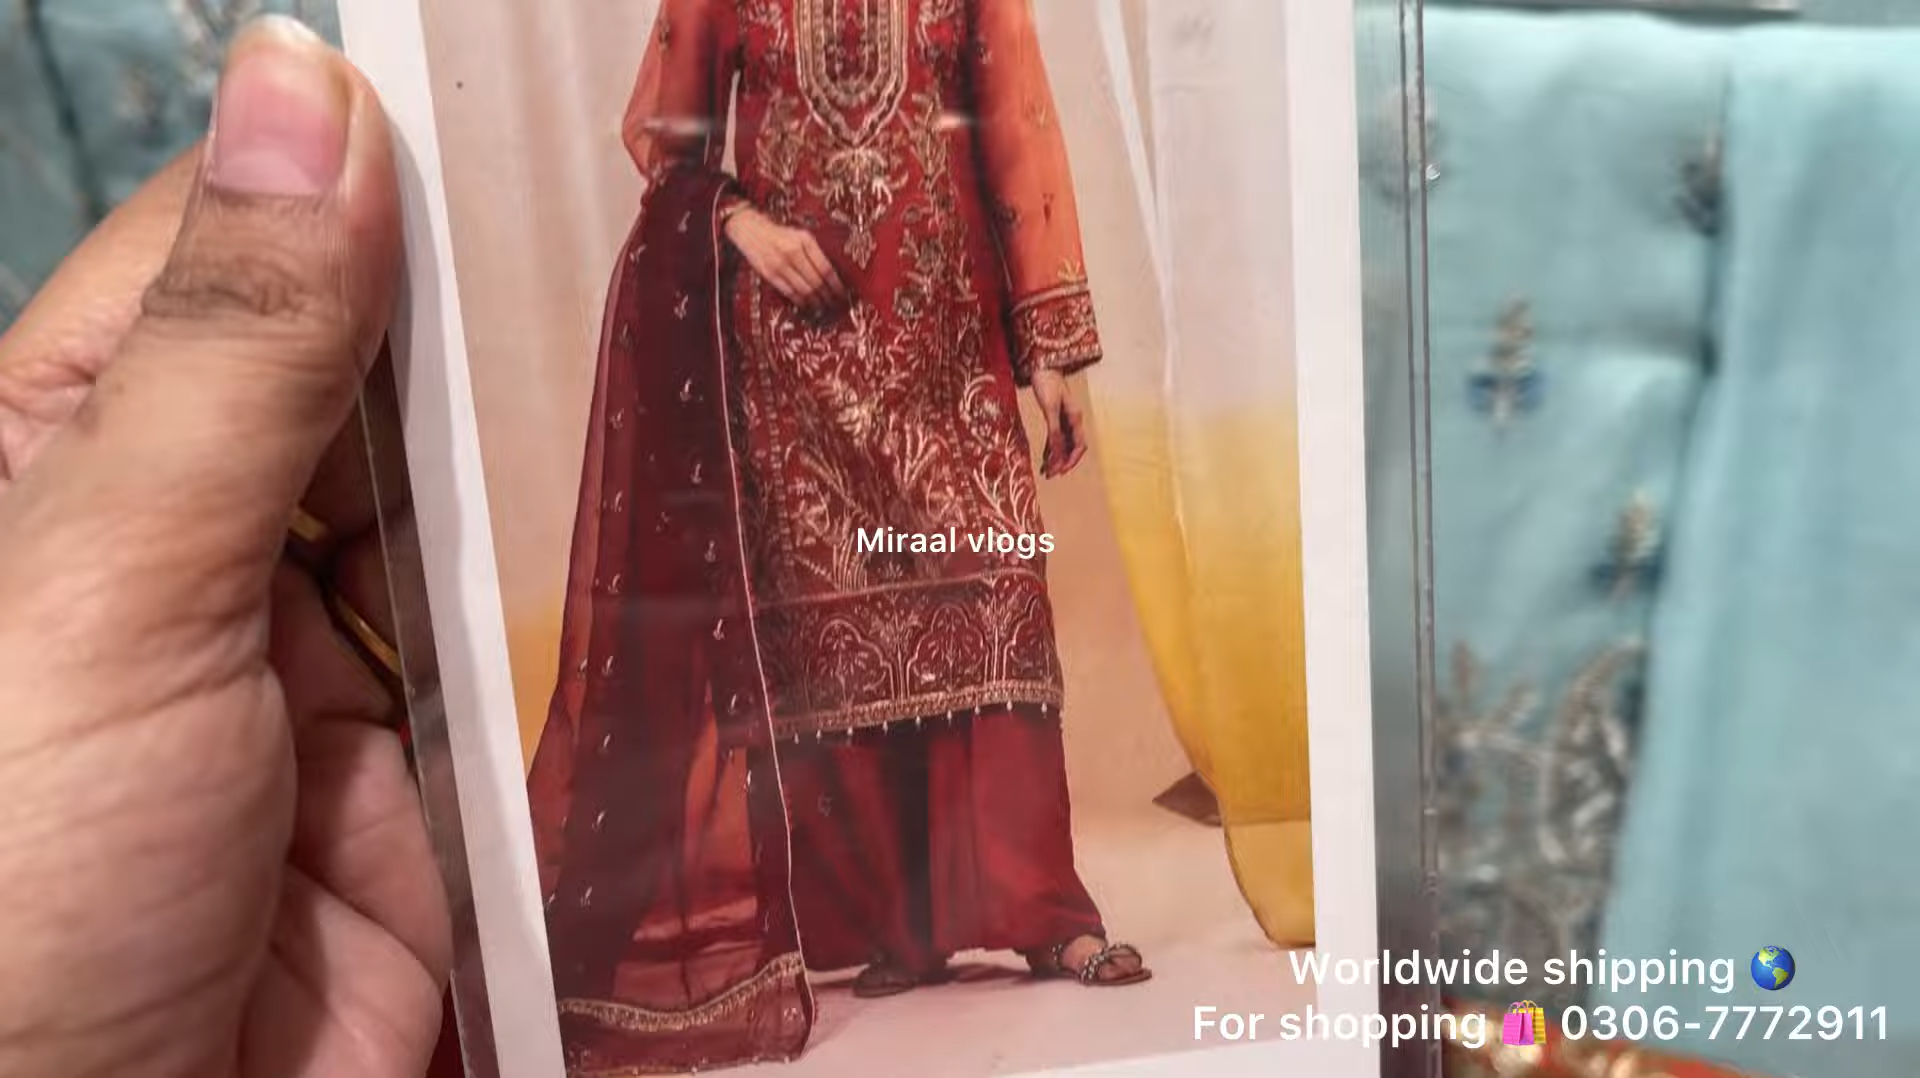 Miraal vlogs
Worldwide shipping 🌎
For shopping 🛍️ 0306-7772911